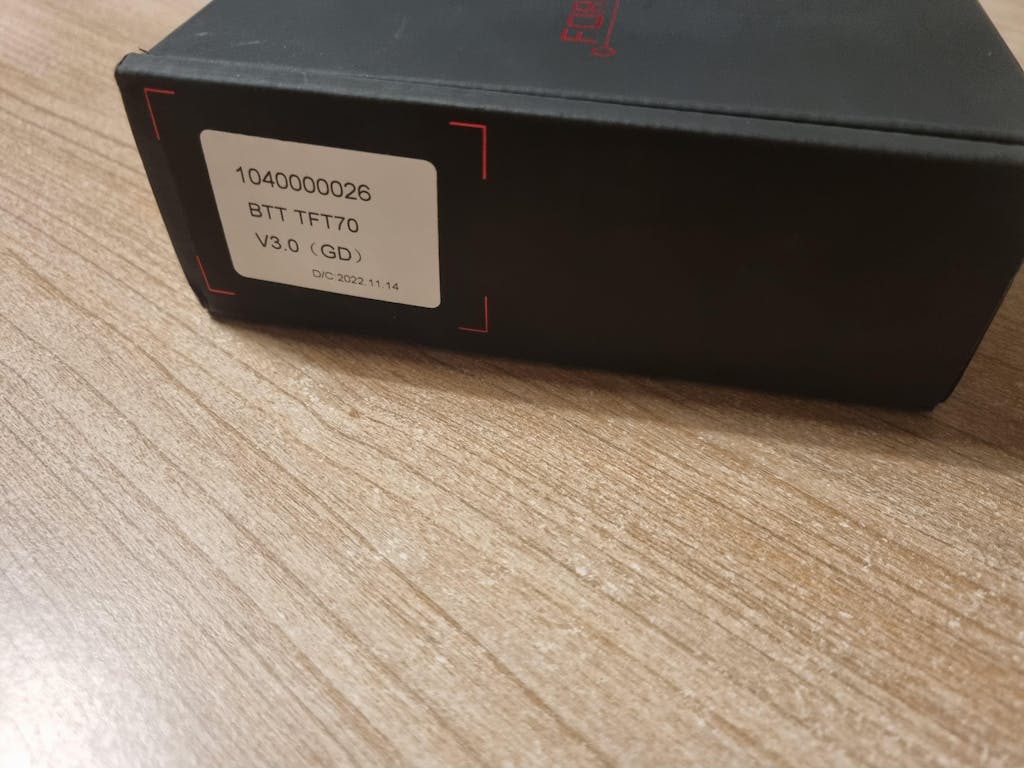 1040000026
BTT TFT70
V3.0（GD）
D/C:2022.11.14